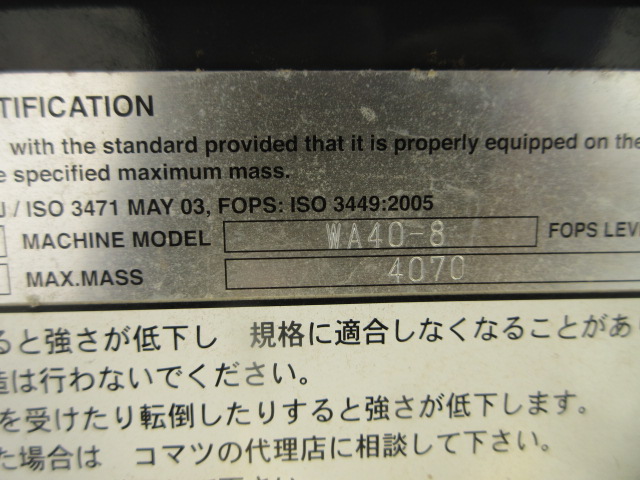 TIFICATION
with the standard provided that it is properly equipped on the
specified maximum mass.
J / ISO 3471 MAY 03, FOPS: ISO 3449:2005
MACHINE MODEL WA40-8 FOPS LEV
MAX.MASS 4070
ると強さが低下し 規格に適合しなくなることがあ
造は行わないでください。
を受けたり転倒したりすると強さが低下します。
た場合は コマツの代理店に相談して下さい。